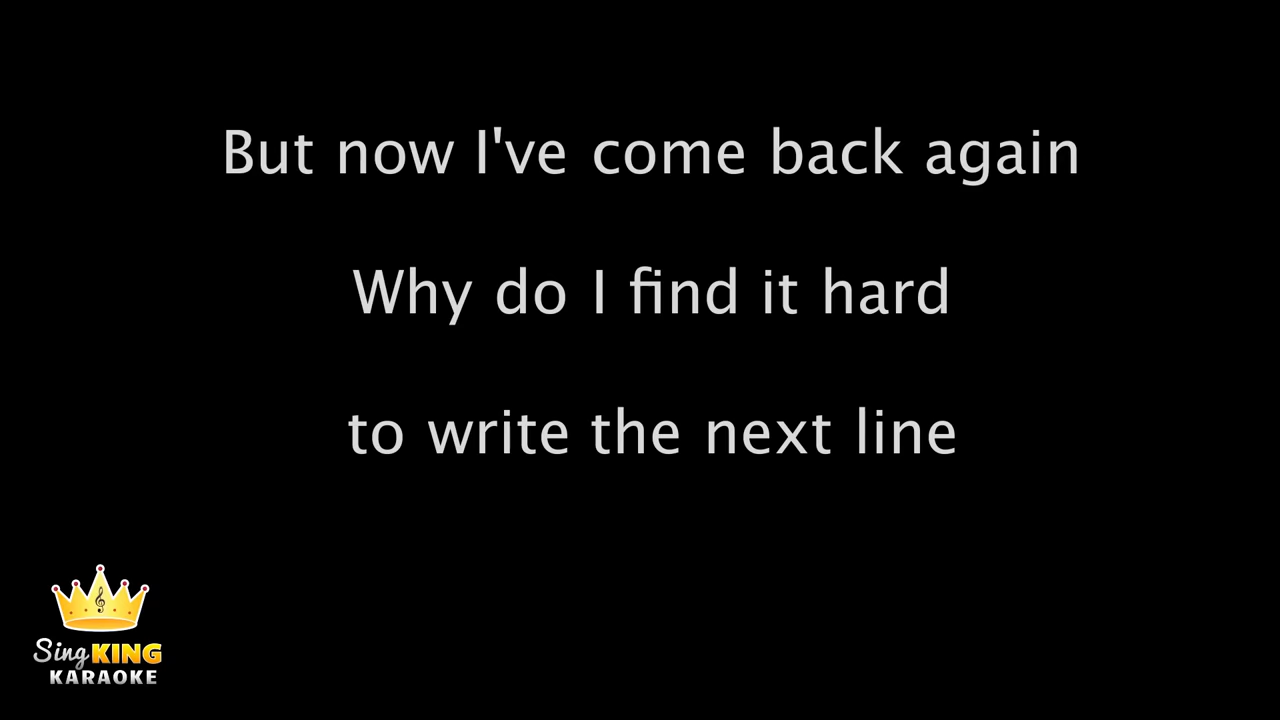 But now I've come back again
Why do I find it hard
to write the next line
Sing KING
KARAOKE